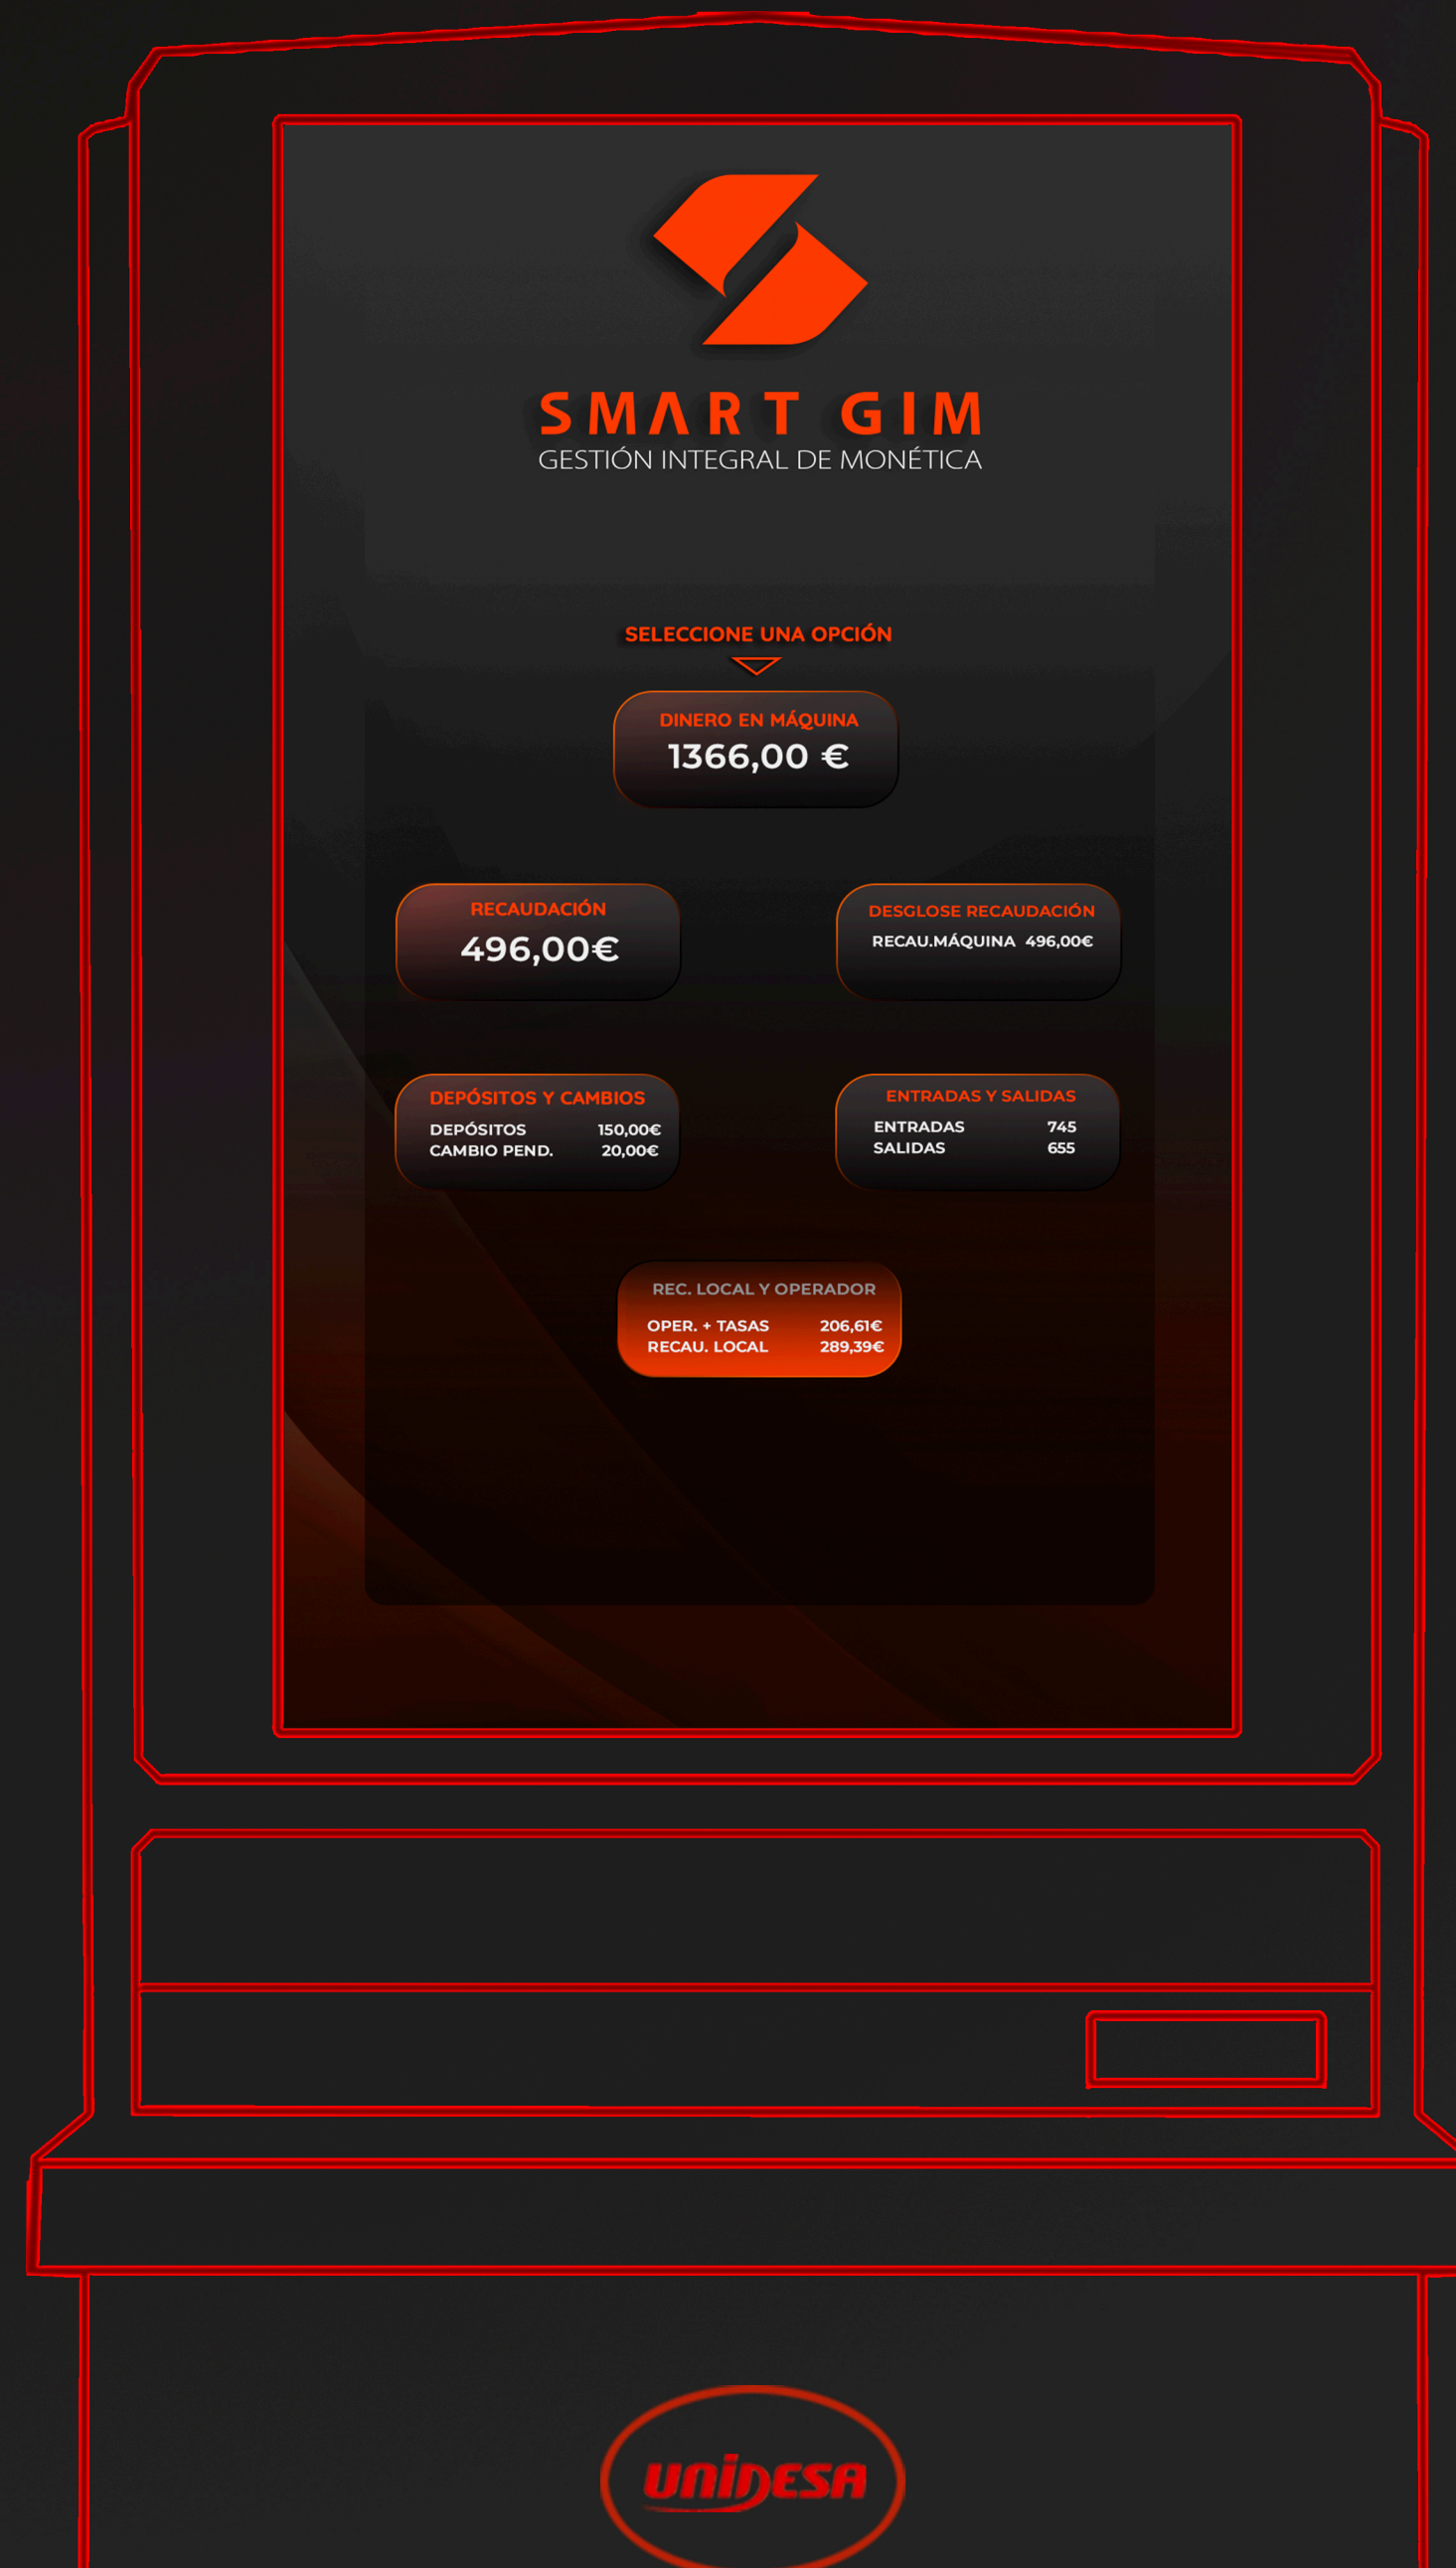 SMART GIM
GESTIÓN INTEGRAL DE MONÉTICA
SELECCIONE UNA OPCIÓN
DINERO EN MÁQUINA
1366,00 €
RECAUDACIÓN
496,00€
DESGLOSE RECAUDACIÓN
RECAU.MÁQUINA 496,00€
DEPÓSITOS Y CAMBIOS
DEPÓSITOS 150,00€
CAMBIO PEND. 20,00€
ENTRADAS Y SALIDAS
ENTRADAS 745
SALIDAS 655
REC. LOCAL Y OPERADOR
OPER. + TASAS 206,61€
RECAU. LOCAL 289,39€
UNIDESA